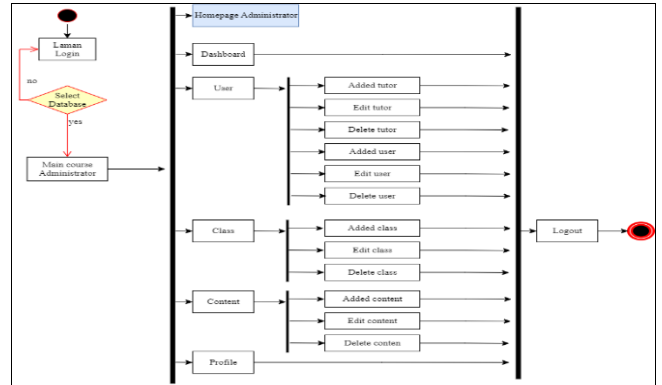 Homepage Administrator
Laman
Login
no
Select
Database
yes
Main course
Administrator
Dashboard
User
Added tutor
Edit tutor
Delete tutor
Added user
Edit user
Delete user
Class
Added class
Edit class
Delete class
Content
Added content
Edit content
Delete conten
Profile
Logout